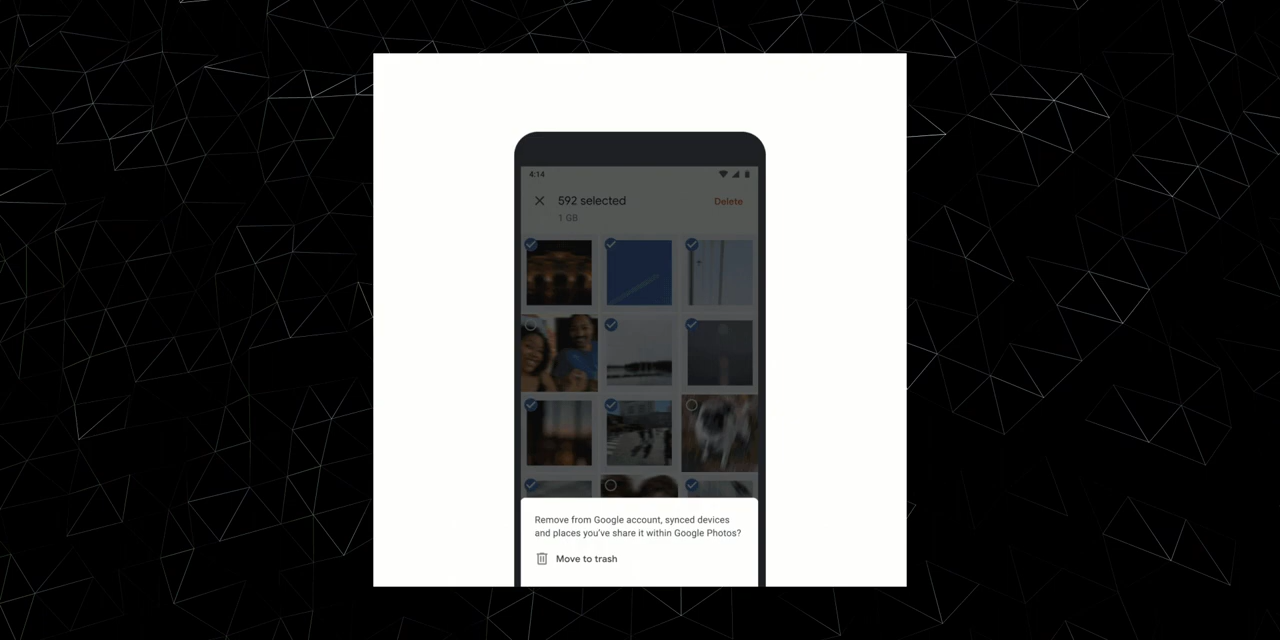 4:14
592 selected
Delete
1 GB
Remove from Google account, synced devices
and places you've share it within Google Photos?
Move to trash